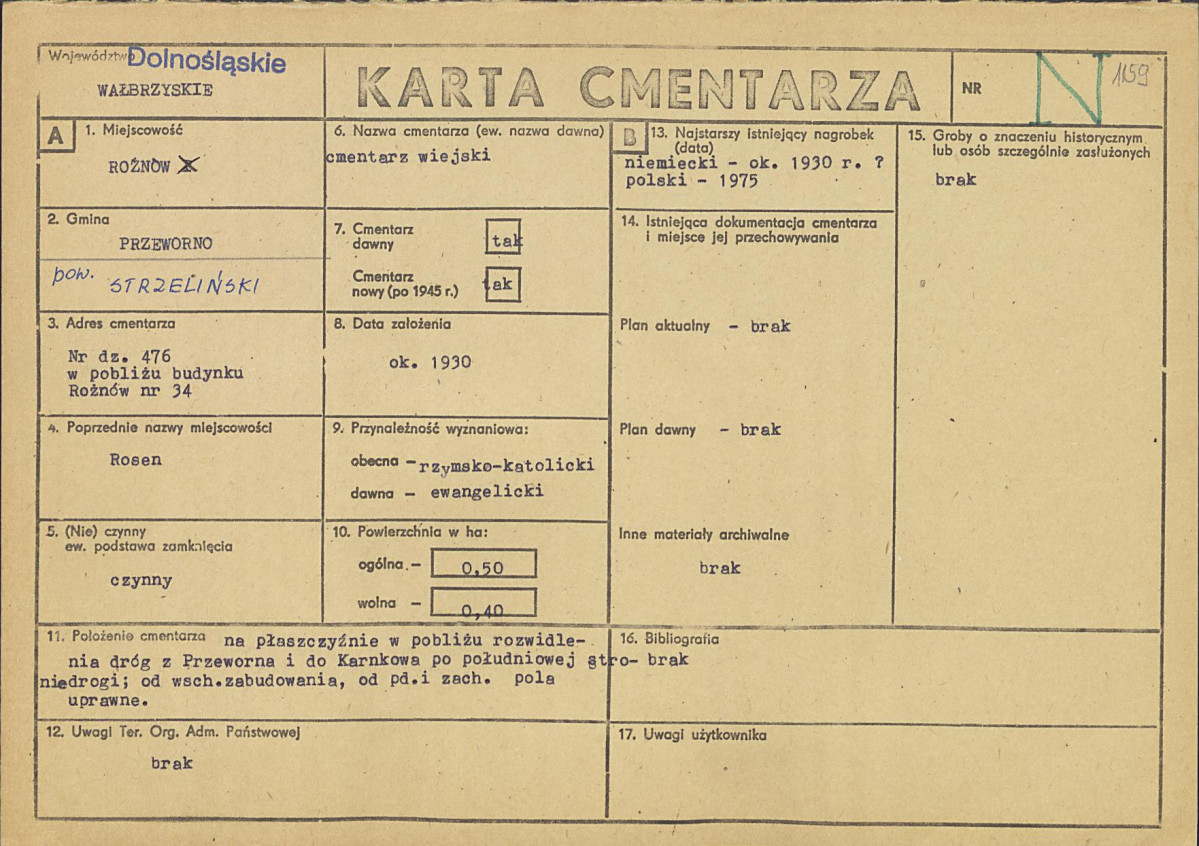 Województwo Dolnośląskie
WAŁBRZYSKIE
KARTA CMENTARZA
NR N 1159
A
1. Miejscowość
ROŻNÓW
2. Gmina
PRZEWORNO
pow. STRZELIŃSKI
3. Adres cmentarza
Nr dz. 476
w pobliżu budynku
Rożnów nr 34
4. Poprzednie nazwy miejscowości
Rosen
5. (Nie) czynny
ew. podstawa zamknięcia
czynny
6. Nazwa cmentarza (ew. nazwa dawna)
cmentarz wiejski
7. Cmentarz
dawny tak
Cmentarz
nowy (po 1945 r.) tak
8. Data założenia
ok. 1930
9. Przynależność wyznaniowa:
obecna – rzymsko-katolicki
dawna – ewangelicki
10. Powierzchnia w ha:
ogólna – 0,50
wolna – 0,40
11. Położenie cmentarza na płaszczyźnie w pobliżu rozwidle-
nia dróg z Przeworna i do Karnkowa po południowej stro-
niedrogi; od wsch.zabudowania, od pd.i zach. pola
uprawne.
12. Uwagi Ter. Org. Adm. Państwowej
brak
B
13. Najstarszy istniejący nagrobek
(data)
niemiecki - ok. 1930 r. ?
polski - 1975
14. Istniejąca dokumentacja cmentarza
i miejsce jej przechowywania
Plan aktualny - brak
Plan dawny - brak
Inne materiały archiwalne
brak
15. Groby o znaczeniu historycznym
lub osób szczególnie zasłużonych
brak
16. Bibliografia
brak
17. Uwagi użytkownika